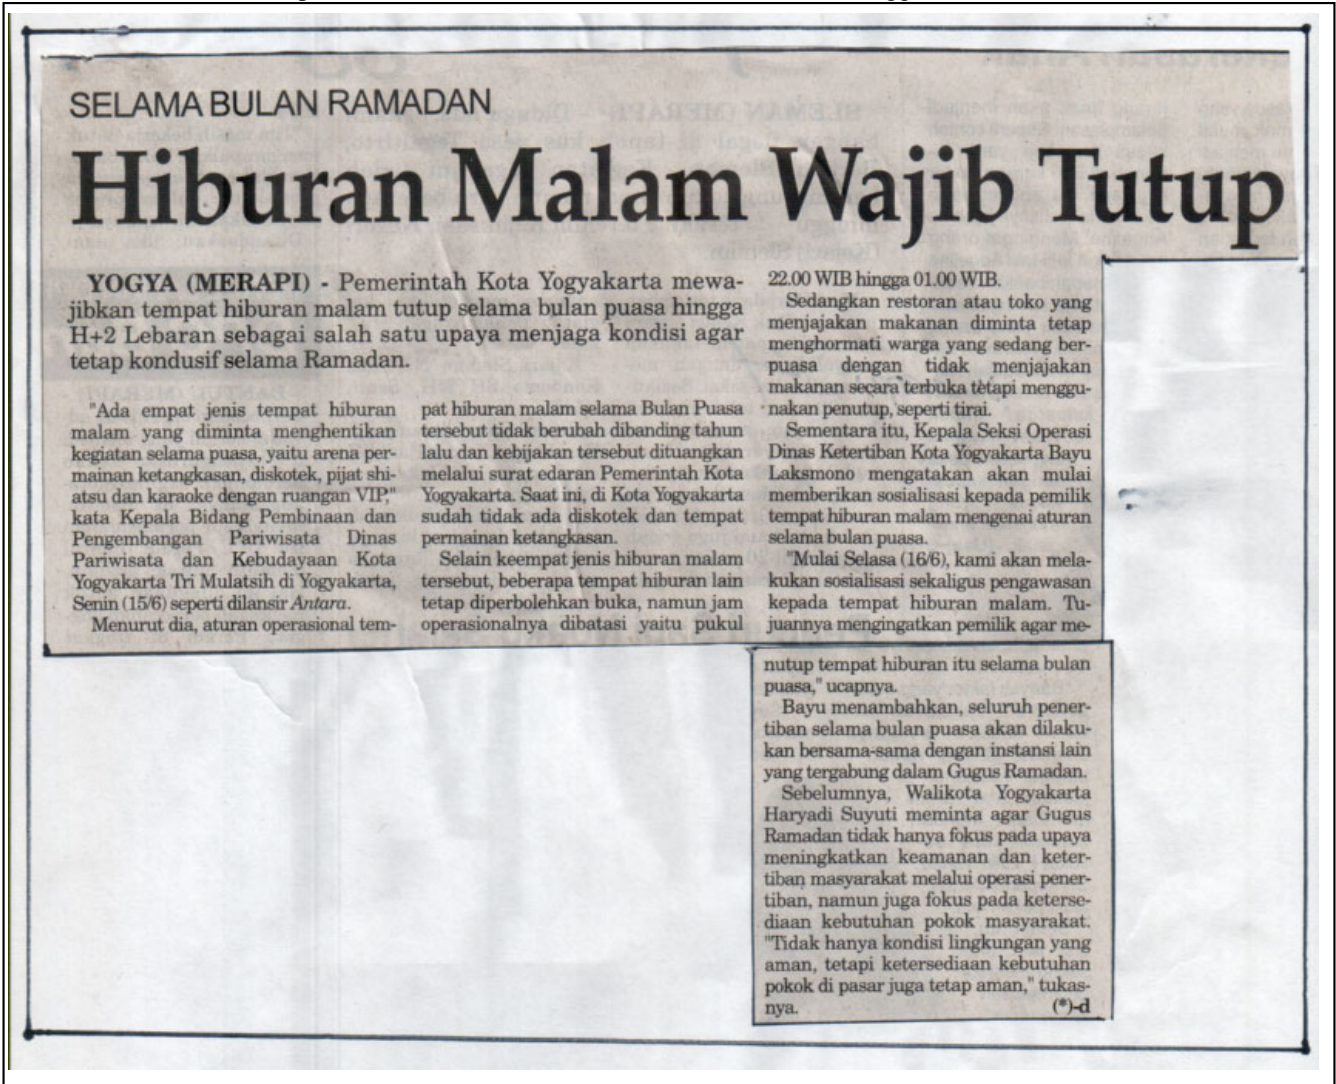 SELAMA BULAN RAMADAN
Hiburan Malam Wajib Tutup
YOGYA (MERAPI) - Pemerintah Kota Yogyakarta mewa-
jibkan tempat hiburan malam tutup selama bulan puasa hingga
H+2 Lebaran sebagai salah satu upaya menjaga kondisi agar
tetap kondusif selama Ramadan.
"Ada empat jenis tempat hiburan
malam yang diminta menghentikan
kegiatan selama puasa, yaitu arena per-
mainan ketangkasan, diskotek, pijat shi-
atsu dan karaoke dengan ruangan VIP,"
kata Kepala Bidang Pembinaan dan
Pengembangan Pariwisata Dinas
Pariwisata dan Kebudayaan Kota
Yogyakarta Tri Mulatsih di Yogyakarta,
Senin (15/6) seperti dilansir Antara.
Menurut dia, aturan operasional tem-
pat hiburan malam selama Bulan Puasa
tersebut tidak berubah dibanding tahun
lalu dan kebijakan tersebut dituangkan
melalui surat edaran Pemerintah Kota
Yogyakarta. Saat ini, di Kota Yogyakarta
sudah tidak ada diskotek dan tempat
permainan ketangkasan.
Selain keempat jenis hiburan malam
tersebut, beberapa tempat hiburan lain
tetap diperbolehkan buka, namun jam
operasionalnya dibatasi yaitu pukul
22.00 WIB hingga 01.00 WIB.
Sedangkan restoran atau toko yang
menjajakan makanan diminta tetap
menghormati warga yang sedang ber-
puasa dengan tidak menjajakan
makanan secara terbuka tetapi menggu-
nakan penutup, seperti tirai.
Sementara itu, Kepala Seksi Operasi
Dinas Ketertiban Kota Yogyakarta Bayu
Laksmono mengatakan akan mulai
memberikan sosialisasi kepada pemilik
tempat hiburan malam mengenai aturan
selama bulan puasa.
"Mulai Selasa (16/6), kami akan mela-
kukan sosialisasi sekaligus pengawasan
kepada tempat hiburan malam. Tu-
juannya mengingatkan pemilik agar me-
nutup tempat hiburan itu selama bulan
puasa," ucapnya.
Bayu menambahkan, seluruh pener-
tiban selama bulan puasa akan dilaku-
kan bersama-sama dengan instansi lain
yang tergabung dalam Gugus Ramadan.
Sebelumnya, Walikota Yogyakarta
Haryadi Suyuti meminta agar Gugus
Ramadan tidak hanya fokus pada upaya
meningkatkan keamanan dan keter-
tiban masyarakat melalui operasi pener-
tiban, namun juga fokus pada keterse-
diaan kebutuhan pokok masyarakat.
"Tidak hanya kondisi lingkungan yang
aman, tetapi ketersediaan kebutuhan
pokok di pasar juga tetap aman," tukas-
nya. (*)-d